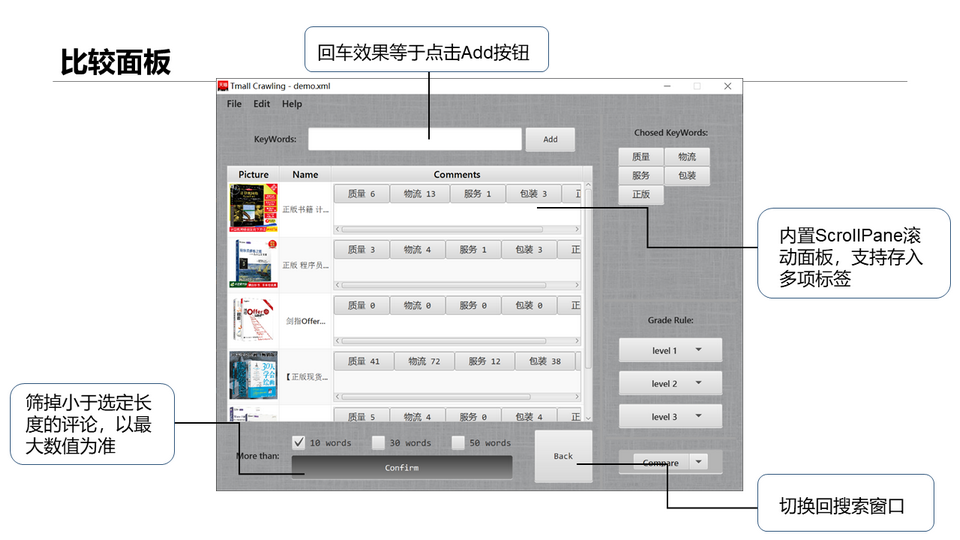 比较面板
回车效果等于点击Add按钮
Tmall Crawling - demo.xml
File Edit Help
KeyWords:
Add
Chosed KeyWords:
质量 物流
服务 包装
正版
Picture Name Comments
质量 6 物流 13 服务 1 包装 3 正
正版书籍 计...
质量 3 物流 4 服务 1 包装 3 正
正版 程序员...
质量 0 物流 0 服务 0 包装 0 正
剑指Offer...
质量 41 物流 72 服务 12 包装 38
【正版现货...
质量 5 物流 4 服务 0 包装 4 正
内置ScrollPane滚
动面板，支持存入
多项标签
Grade Rule:
level 1
level 2
level 3
筛掉小于选定长
度的评论，以最
大数值为准
More than:
10 words 30 words 50 words
Confirm
Back
Compare
切换回搜索窗口